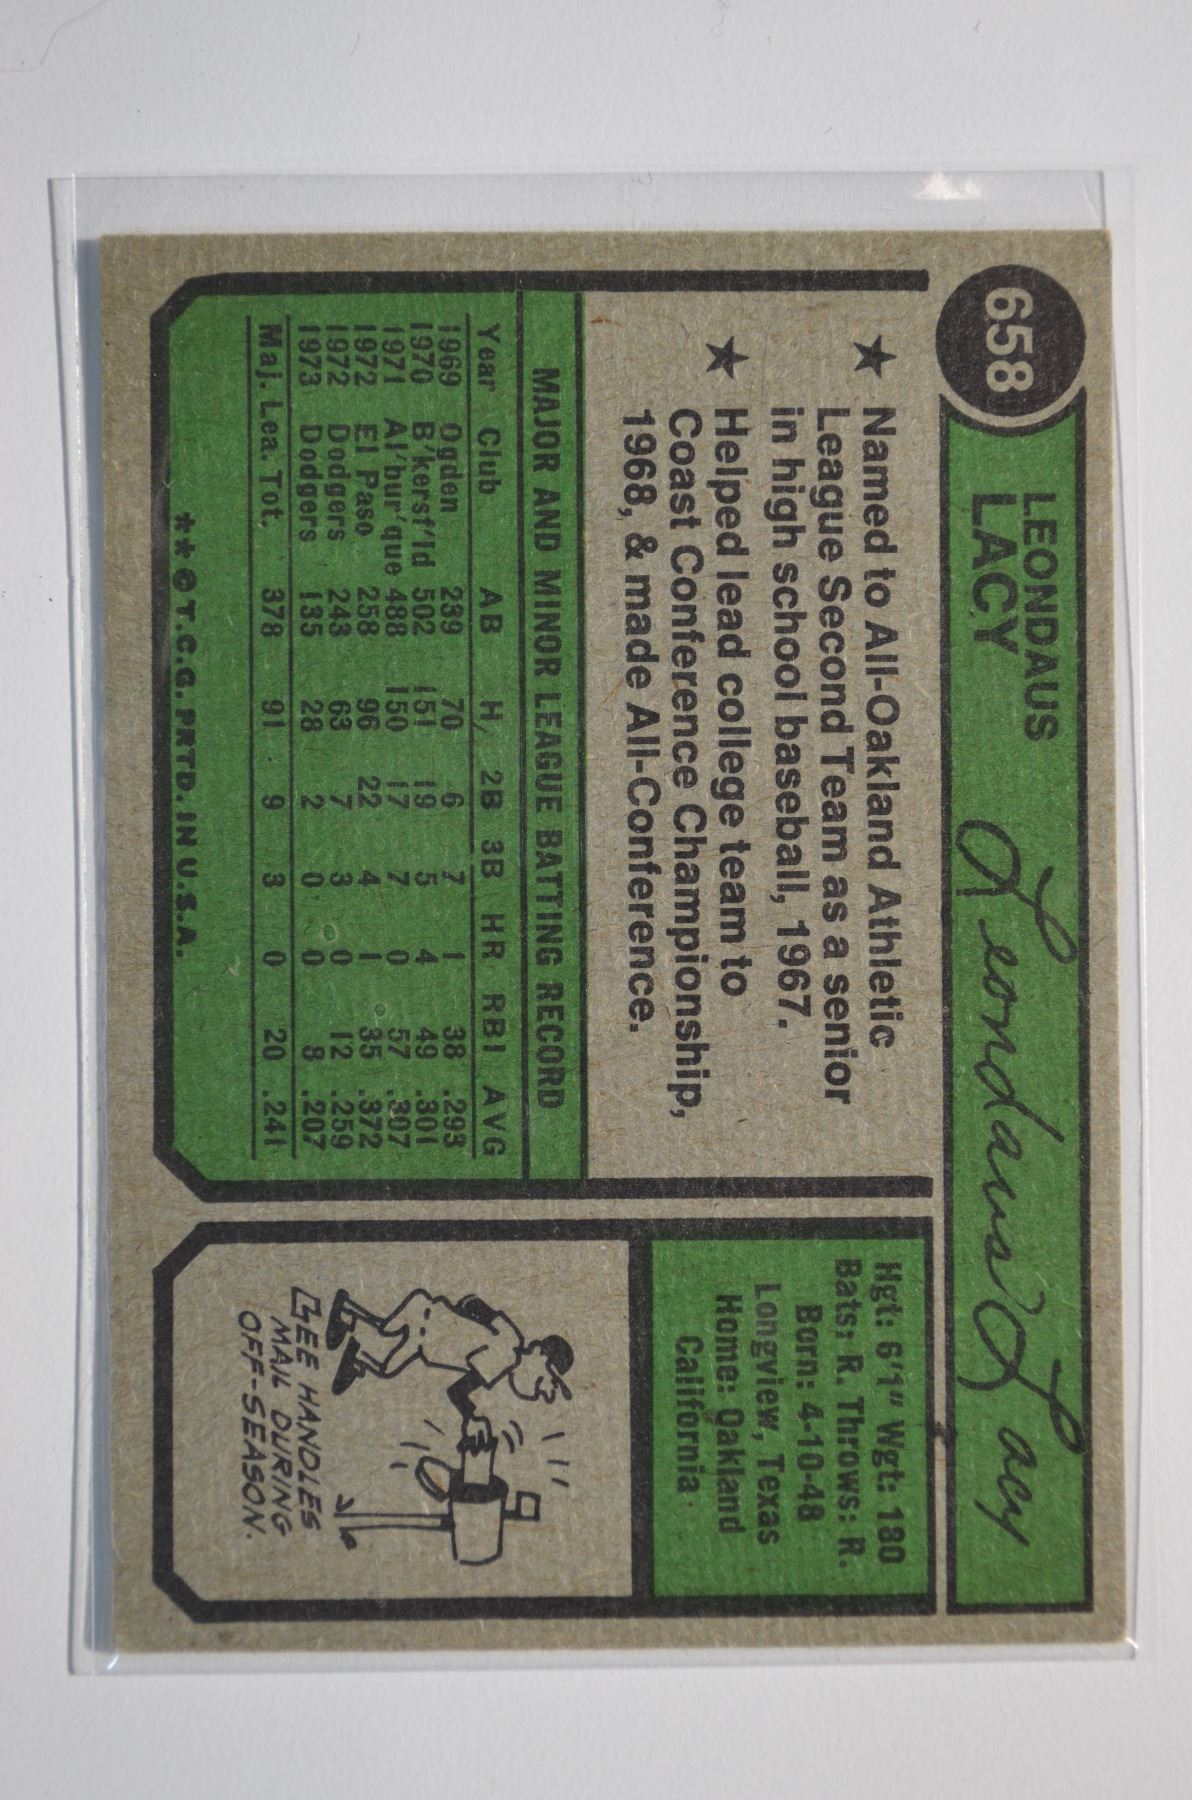 658
LEONDAUS
LACY
Leondaus Lacy
★ Named to All-Oakland Athletic
League Second Team as a senior
in high school baseball, 1967.
★ Helped lead college team to
Coast Conference Championship,
1968, & made All-Conference.
MAJOR AND MINOR LEAGUE BATTING RECORD
Year Club AB H 2B 3B HR RBI AVG
1969 Ogden 239 70 6 7 1 38 .293
1970 B'kersf'ld 502 151 19 5 4 49 .301
1971 Al'bur'que 488 150 17 7 0 57 .307
1972 El Paso 258 96 22 4 1 35 .372
1972 Dodgers 243 63 7 3 0 12 .259
1973 Dodgers 135 28 2 0 0 8 .207
Maj. Lea. Tot. 378 91 9 3 0 20 .241
**©T.C.G. PRTD. IN U.S.A.
Hgt: 6'1" Wgt: 180
Bats: R. Throws: R.
Born: 4-10-48
Longview, Texas
Home: Oakland
California
LEE HANDLES
MAIL DURING
OFF-SEASON.